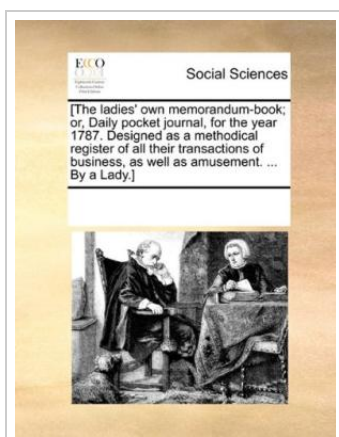 ECCO
Social Sciences
[The ladies' own memorandum-book;
or, Daily pocket journal, for the year
1787. Designed as a methodical
register of all their transactions of
business, as well as amusement. ...
By a Lady.]